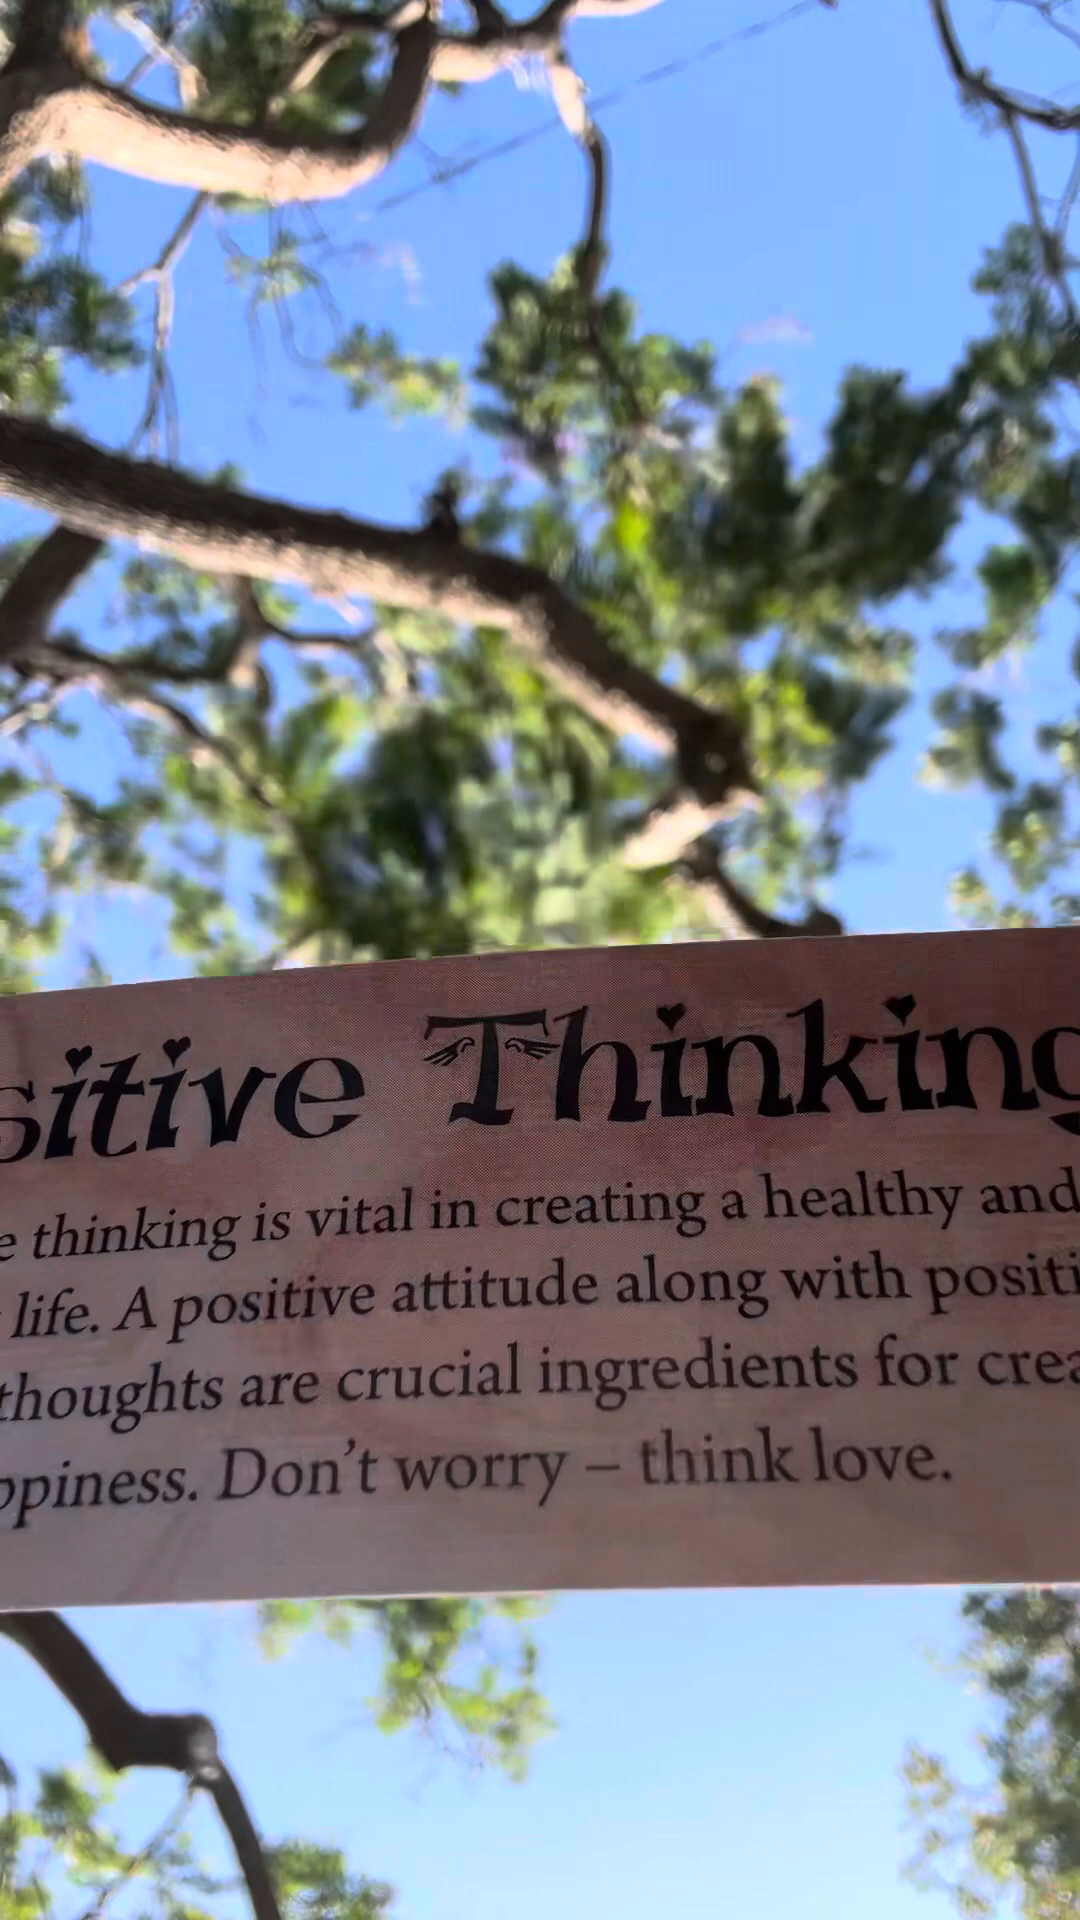 sitive Thinking
e thinking is vital in creating a healthy and
life. A positive attitude along with positi
thoughts are crucial ingredients for crea
ppiness. Don't worry – think love.